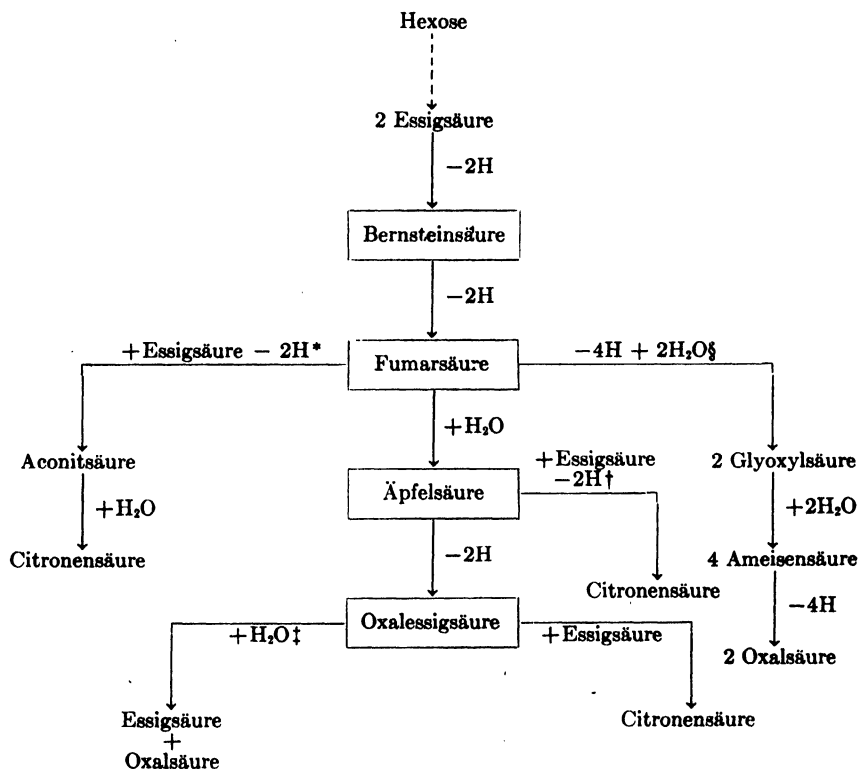 Hexose
2 Essigsäure
−2H
Bernsteinsäure
−2H
+Essigsäure − 2H*
Fumarsäure
−4H + 2H₂O§
+H₂O
Aconitsäure
+Essigsäure
−2H†
2 Glyoxylsäure
Äpfelsäure
+H₂O
+2H₂O
Citronensäure
−2H
4 Ameisensäure
Citronensäure
−4H
+H₂O‡
Oxalessigsäure
+Essigsäure
2 Oxalsäure
Essigsäure
+
Oxalsäure
Citronensäure